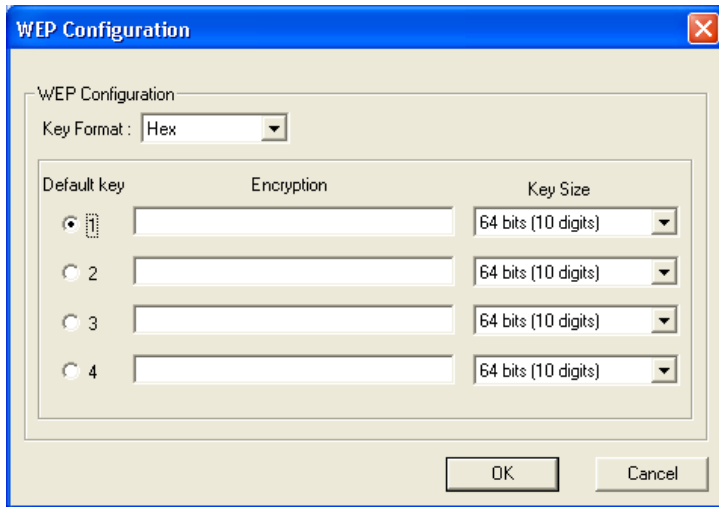 WEP Configuration
WEP Configuration
Key Format : Hex
Default key Encryption Key Size
1 64 bits (10 digits)
2 64 bits (10 digits)
3 64 bits (10 digits)
4 64 bits (10 digits)
OK Cancel